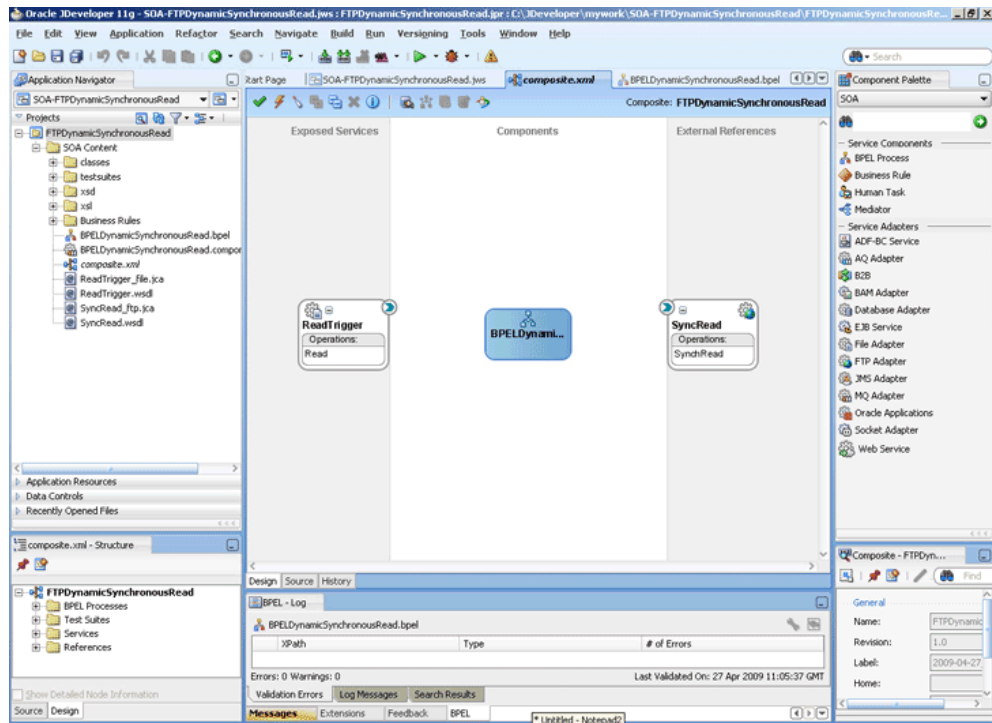 Oracle JDeveloper 11g - SOA-FTPDynamicSynchronousRead.jws : FTPDynamicSynchronousRead.jpr : C:\JDeveloper\mywork\SOA-FTPDynamicSynchronousRead\FTPDynamicSynchronousRe...
File Edit View Application Refactor Search Navigate Build Run Versioning Tools Window Help
Search
Application Navigator
SOA-FTPDynamicSynchronousRead
Projects
FTPDynamicSynchronousRead
SOA Content
classes
testsuites
xsd
xsl
Business Rules
BPELDynamicSynchronousRead.bpel
BPELDynamicSynchronousRead.compor
composite.xml
ReadTrigger_file.jca
ReadTrigger.wsdl
SyncRead_ftp.jca
SyncRead.wsdl
Application Resources
Data Controls
Recently Opened Files
composite.xml - Structure
FTPDynamicSynchronousRead
BPEL Processes
Test Suites
Services
References
Show Detailed Node Information
Source Design
tart Page SOA-FTPDynamicSynchronousRead.jws composite.xml BPELDynamicSynchronousRead.bpel
Composite: FTPDynamicSynchronousRead
Exposed Services Components External References
ReadTrigger
Operations:
Read
BPELDynami...
SyncRead
Operations:
SynchRead
Design Source History
BPEL - Log
BPELDynamicSynchronousRead.bpel
XPath Type # of Errors
Errors: 0 Warnings: 0 Last Validated On: 27 Apr 2009 11:05:37 GMT
Validation Errors Log Messages Search Results
Messages Extensions Feedback BPEL
* Untitled - Notepad2
Component Palette
SOA
Service Components
BPEL Process
Business Rule
Human Task
Mediator
Service Adapters
ADF-BC Service
AQ Adapter
B2B
BAM Adapter
Database Adapter
EJB Service
File Adapter
FTP Adapter
JMS Adapter
MQ Adapter
Oracle Applications
Socket Adapter
Web Service
Composite - FTPDyn...
Find
General
Name: FTPDynamic
Revision: 1.0
Label: 2009-04-27
Home: